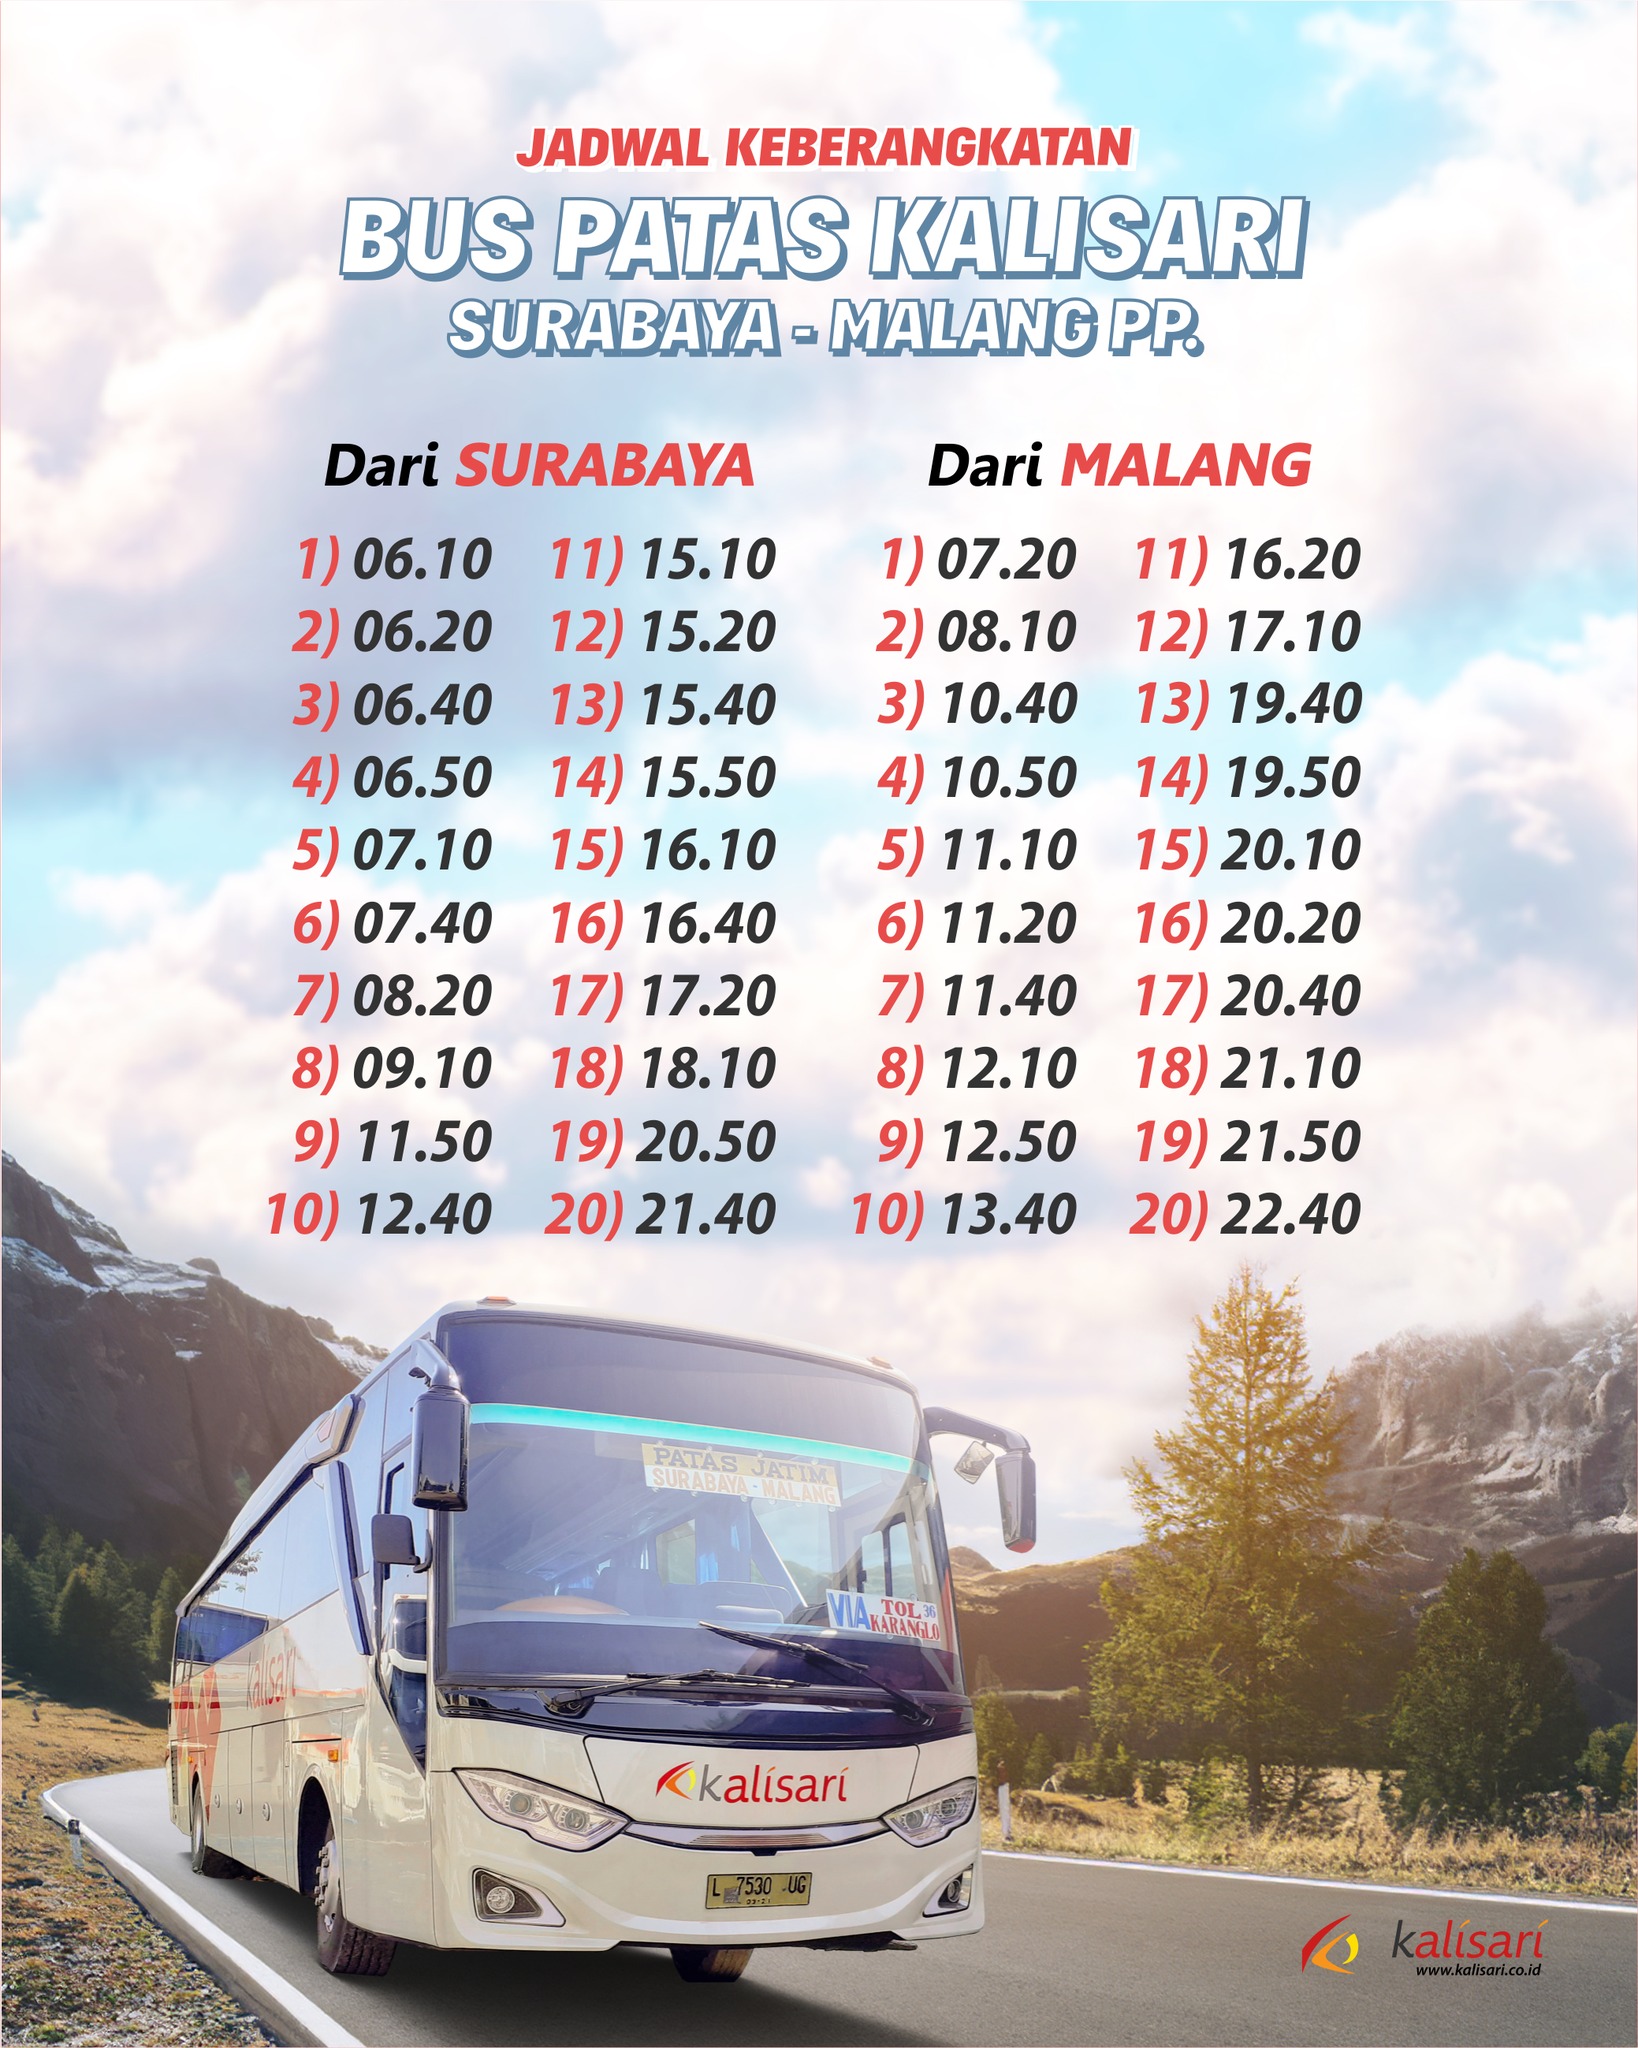 JADWAL KEBERANGKATAN
BUS PATAS KALISARI
SURABAYA - MALANG PP.
Dari SURABAYA
1) 06.10
2) 06.20
3) 06.40
4) 06.50
5) 07.10
6) 07.40
7) 08.20
8) 09.10
9) 11.50
10) 12.40
11) 15.10
12) 15.20
13) 15.40
14) 15.50
15) 16.10
16) 16.40
17) 17.20
18) 18.10
19) 20.50
20) 21.40
Dari MALANG
1) 07.20
2) 08.10
3) 10.40
4) 10.50
5) 11.10
6) 11.20
7) 11.40
8) 12.10
9) 12.50
10) 13.40
11) 16.20
12) 17.10
13) 19.40
14) 19.50
15) 20.10
16) 20.20
17) 20.40
18) 21.10
19) 21.50
20) 22.40
PATAS JATIM
SURABAYA - MALANG
VIA TOL 36
KARANGLO
kalisari
kalisari
L 7530 UG
03-21
kalisari
www.kalisari.co.id